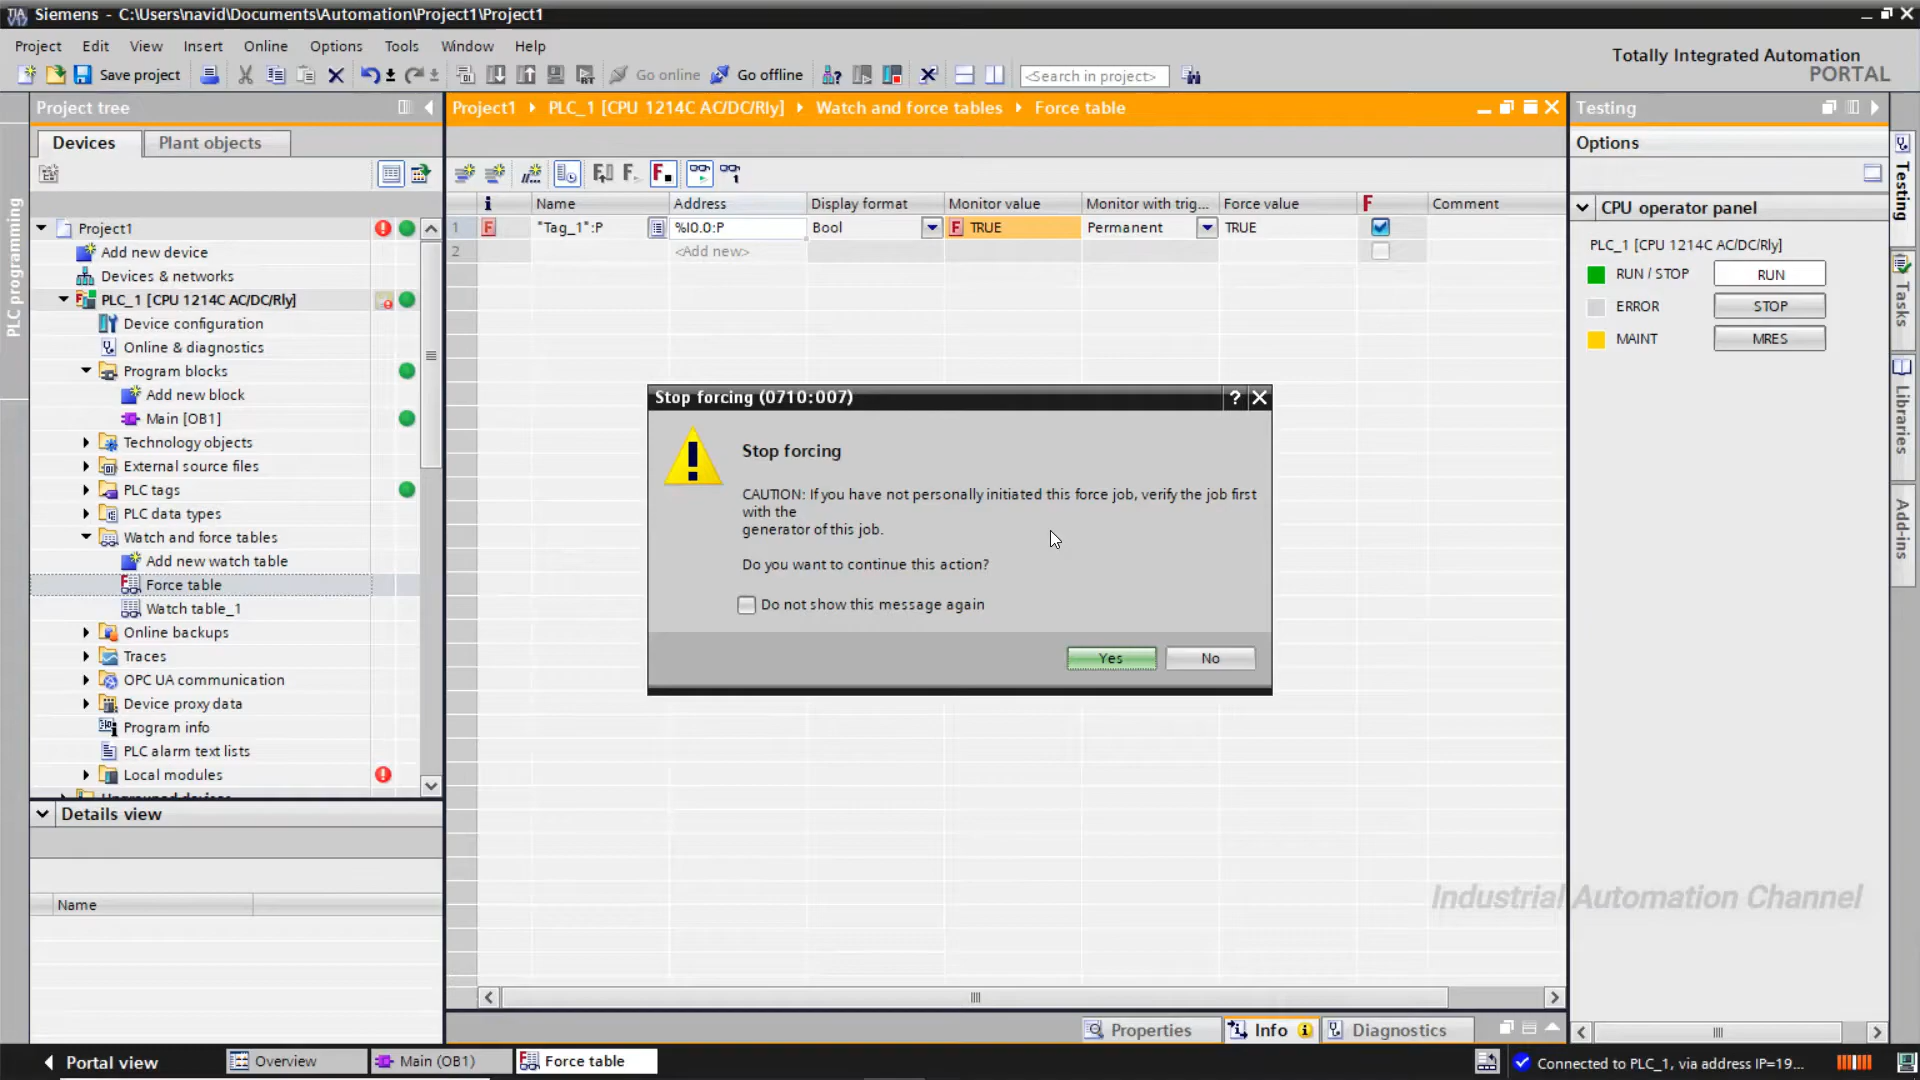 Siemens - C:\Users\navid\Documents\Automation\Project1\Project1
Project Edit View Insert Online Options Tools Window Help
Totally Integrated Automation
PORTAL
Save project Go online Go offline <Search in project>
Project tree
Project1 PLC_1 [CPU 1214C AC/DC/Rly] Watch and force tables Force table
Testing
Devices Plant objects
Options
PLC programming
Project1
Add new device
Devices & networks
PLC_1 [CPU 1214C AC/DC/Rly]
Device configuration
Online & diagnostics
Program blocks
Add new block
Main [OB1]
Technology objects
External source files
PLC tags
PLC data types
Watch and force tables
Add new watch table
Force table
Watch table_1
Online backups
Traces
OPC UA communication
Device proxy data
Program info
PLC alarm text lists
Local modules
Details view
Name
i Name Address Display format Monitor value Monitor with trig... Force value F Comment
1 F "Tag_1":P %I0.0:P Bool F TRUE Permanent TRUE
2 <Add new>
Stop forcing (0710:007) ?
Stop forcing
CAUTION: If you have not personally initiated this force job, verify the job first
with the
generator of this job.
Do you want to continue this action?
Do not show this message again
Yes No
CPU operator panel
PLC_1 [CPU 1214C AC/DC/Rly]
RUN / STOP RUN
ERROR STOP
MAINT MRES
Testing
Tasks
Libraries
Add-ins
Industrial Automation Channel
Properties Info Diagnostics
Portal view Overview Main (OB1) Force table
Connected to PLC_1, via address IP=19...